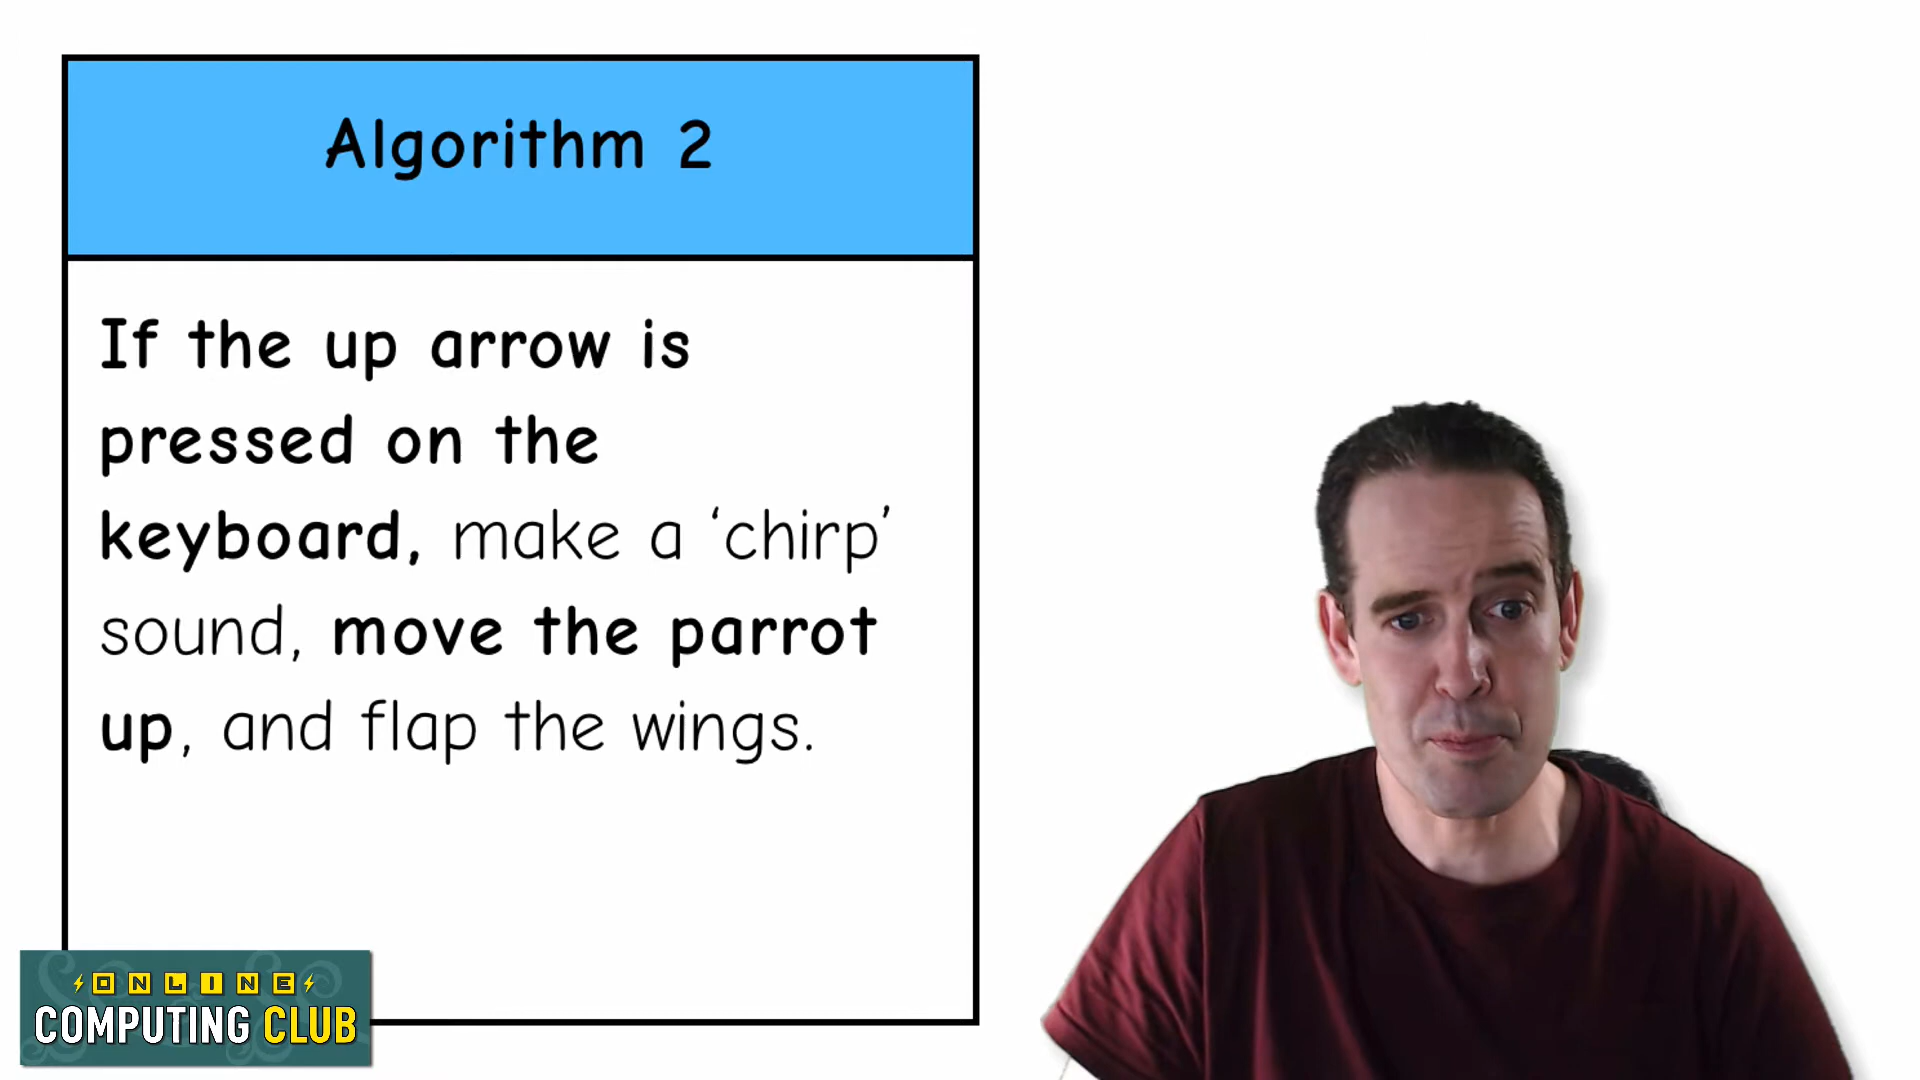 Algorithm 2
If the up arrow is
pressed on the
keyboard, make a ‘chirp’
sound, move the parrot
up, and flap the wings.
ONLINE
COMPUTING CLUB